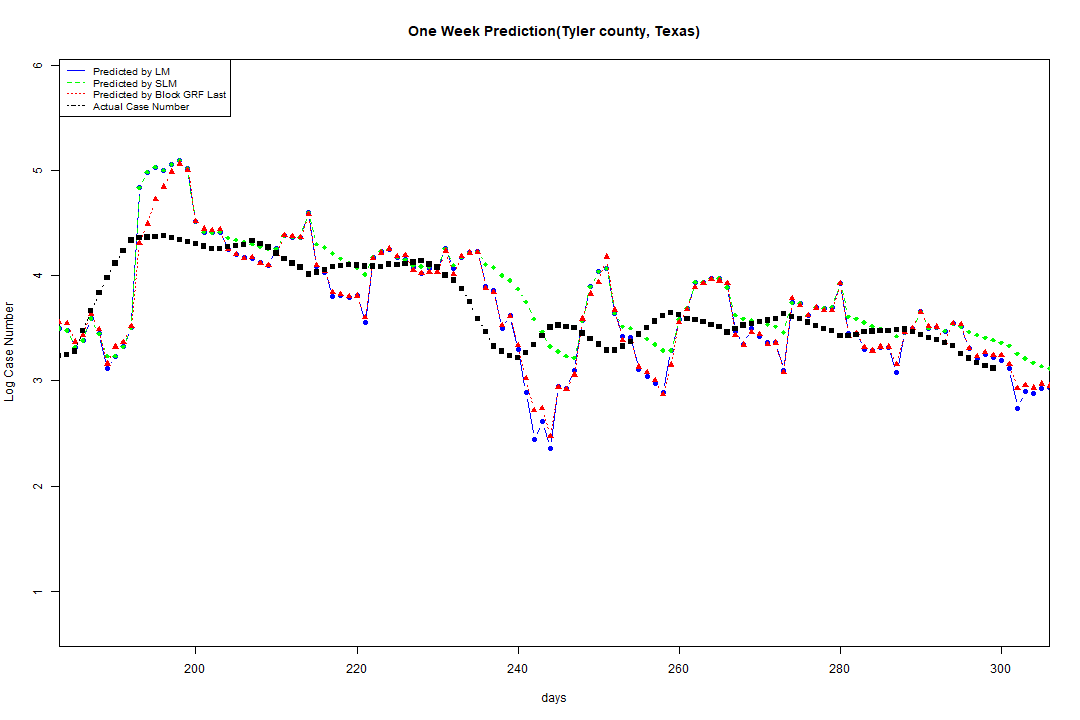 One Week Prediction(Tyler county, Texas)
Predicted by LM
Predicted by SLM
Predicted by Block GRF Last
Actual Case Number
6
5
4
3
2
1
Log Case Number
200 220 240 260 280 300
days